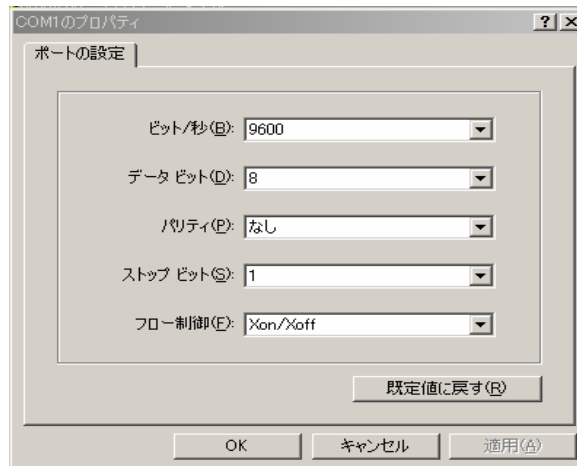 COM1のプロパティ
ポートの設定
ビット/秒(B): 9600
データ ビット(D): 8
パリティ(P): なし
ストップ ビット(S): 1
フロー制御(F): Xon/Xoff
既定値に戻す(R)
OK キャンセル 適用(A)